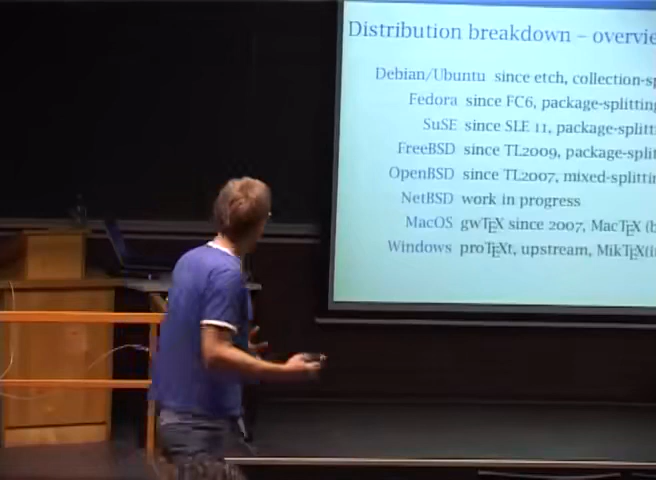 Distribution breakdown – overvie
Debian/Ubuntu since etch, collection-sp
Fedora since FC6, package-splitting
SuSE since SLE 11, package-splitti
FreeBSD since TL2009, package-spli
OpenBSD since TL2007, mixed-splittin
NetBSD work in progress
MacOS gwTEX since 2007, MacTEX (b
Windows proTEXt, upstream, MikTEX(i